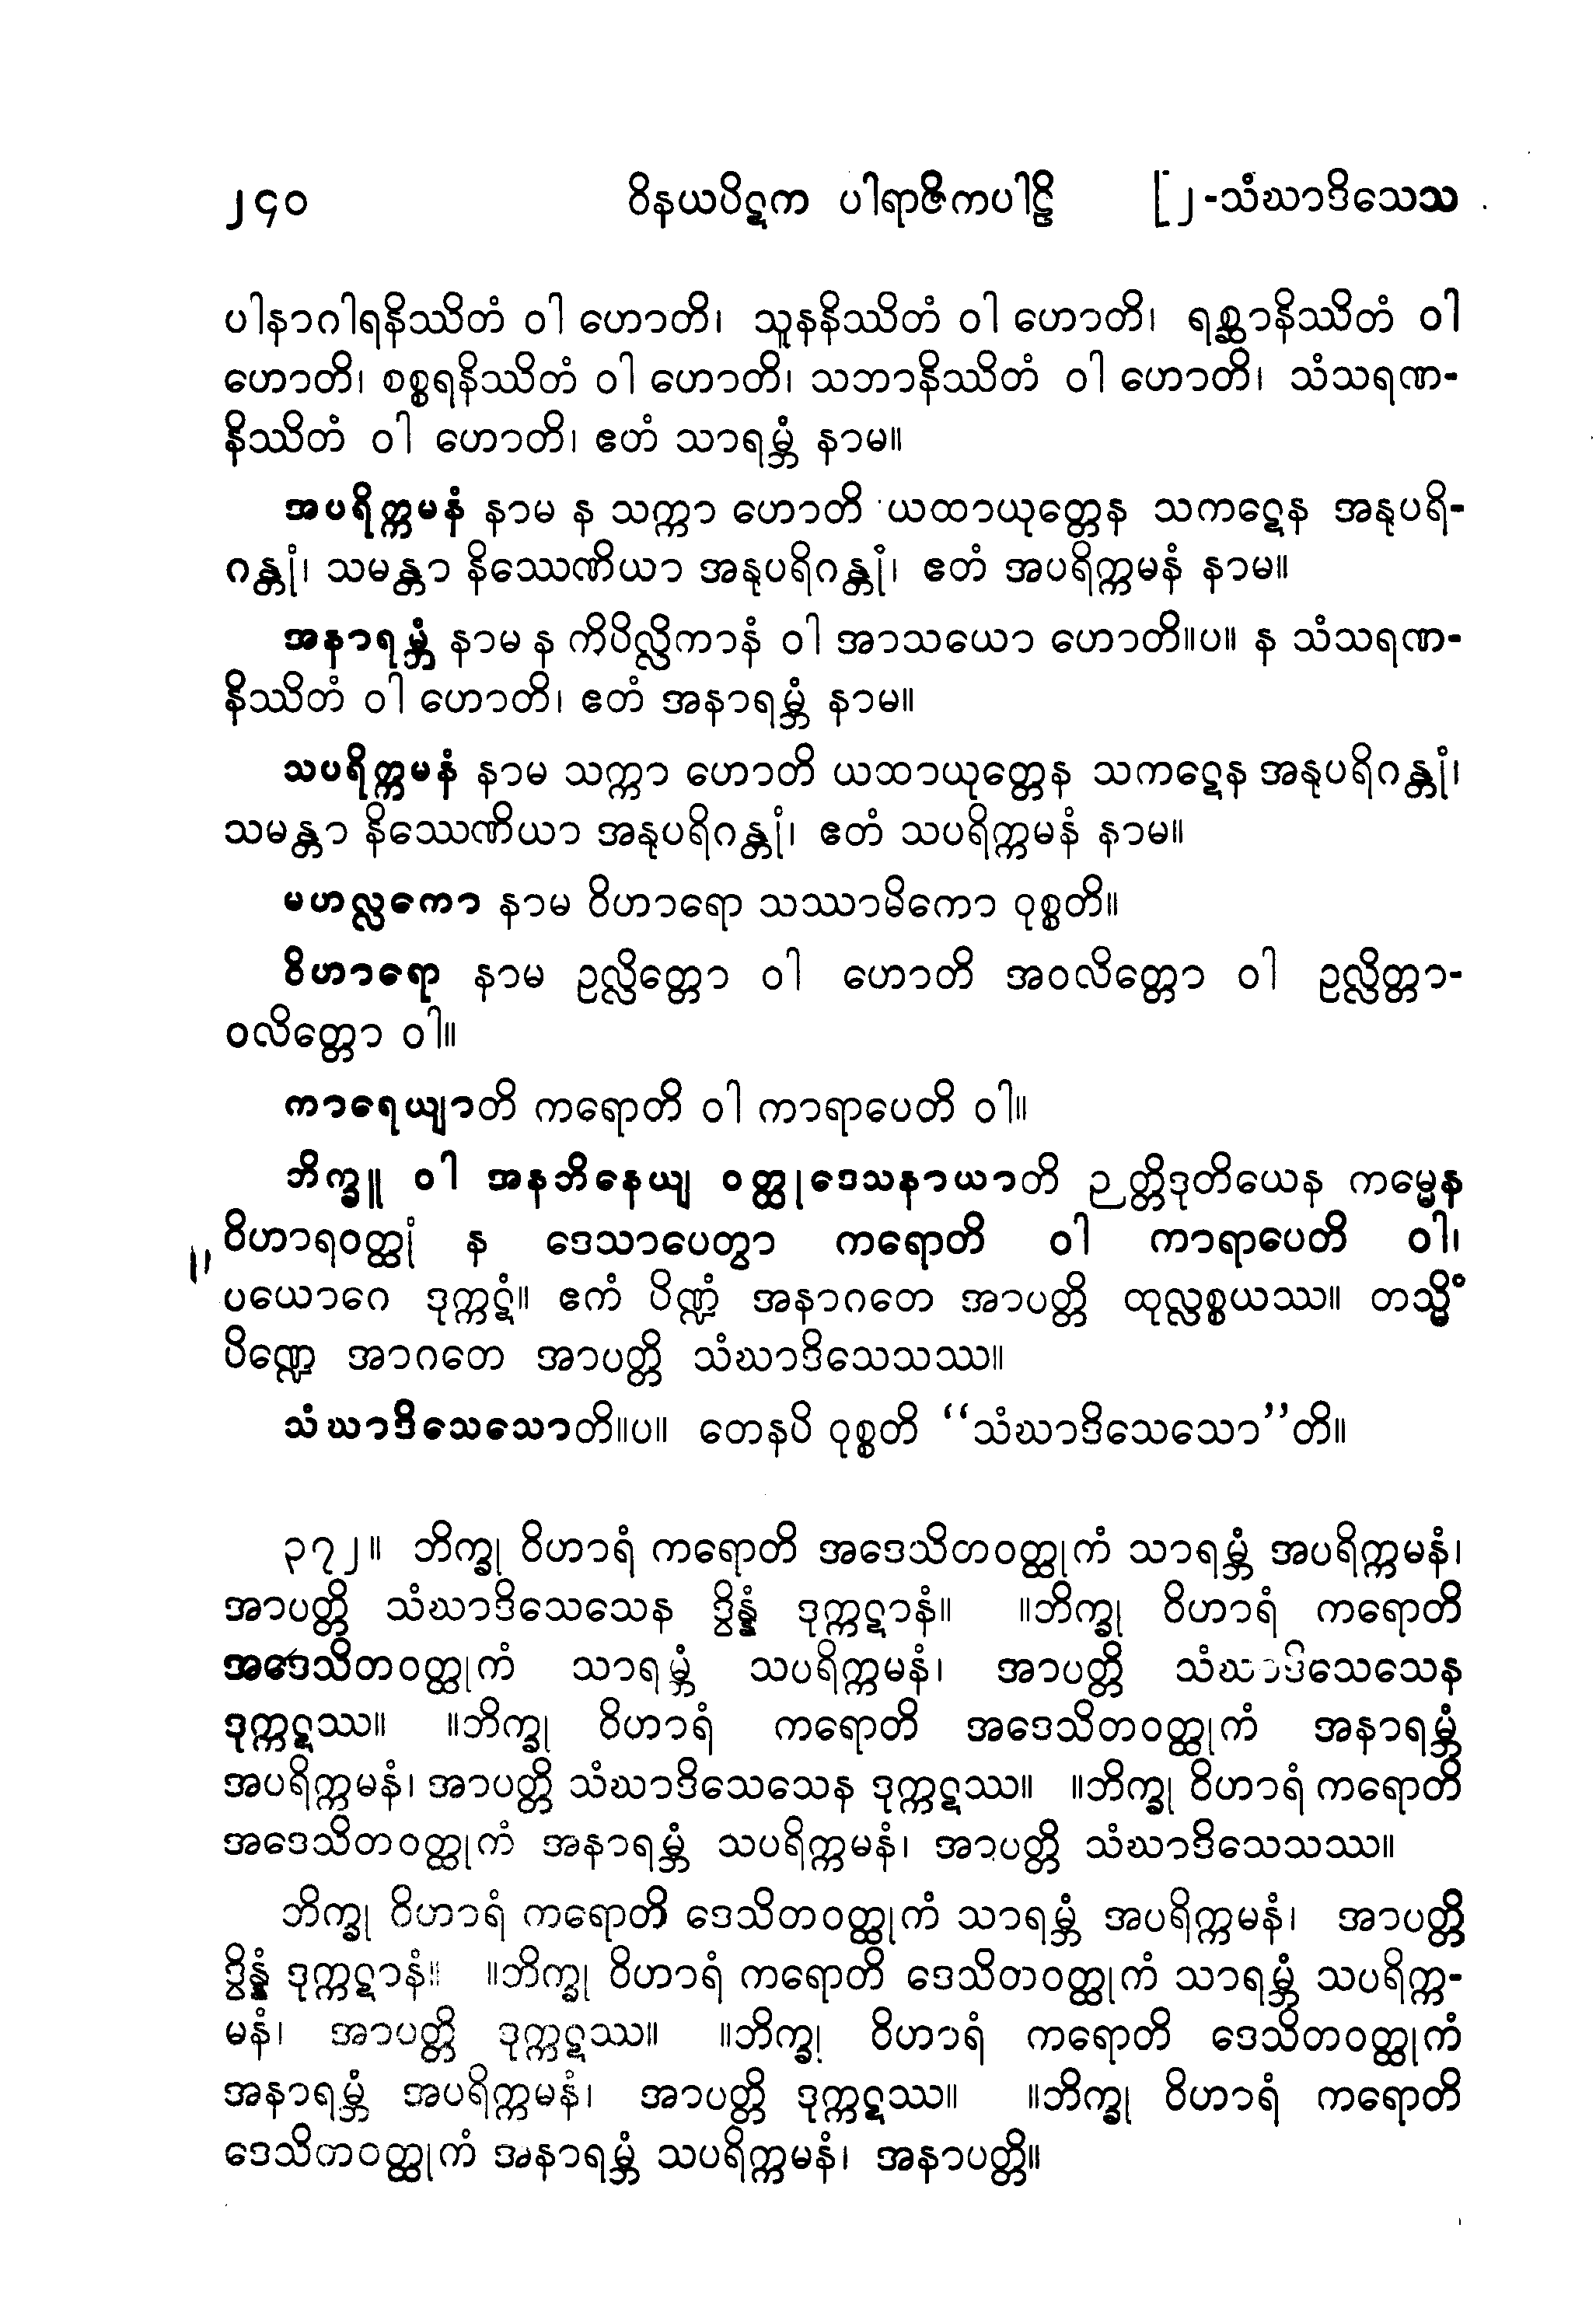 ၂၄၀ ဝိနယပိဋက ပါရာဇိကပါဠိ [၂-သံဃာဒိသေသ
ပါနာဂါရနိဿိတံ ဝါ ဟောတိ၊ သူနနိဿိတံ ဝါ ဟောတိ၊ ရစ္ဆာနိဿိတံ ဝါ
ဟောတိ၊ စစ္စရနိဿိတံ ဝါ ဟောတိ၊ သဘာနိဿိတံ ဝါ ဟောတိ၊ သံသရဏ-
နိဿိတံ ဝါ ဟောတိ၊ ဧတံ သာရမ္ဘံ နာမ။
အပရိက္ကမနံ နာမ န သက္ကာ ဟောတိ ယထာယုတ္တေန သကဋေန အနုပရိ-
ဂန္တုံ၊ သမန္တာ နိဿေဏိယာ အနုပရိဂန္တုံ၊ ဧတံ အပရိက္ကမနံ နာမ။
အနာရမ္ဘံ နာမ န ကိပိလ္လိကာနံ ဝါ အာသယော ဟောတိ။ပ။ န သံသရဏ-
နိဿိတံ ဝါ ဟောတိ၊ ဧတံ အနာရမ္ဘံ နာမ။
သပရိက္ကမနံ နာမ သက္ကာ ဟောတိ ယထာယုတ္တေန သကဋေန အနုပရိဂန္တုံ၊
သမန္တာ နိဿေဏိယာ အနုပရိဂန္တုံ၊ ဧတံ သပရိက္ကမနံ နာမ။
မဟလ္လကော နာမ ဝိဟာရော သဿာမိကော ဝုစ္စတိ။
ဝိဟာရော နာမ ဥလ္လိတ္တော ဝါ ဟောတိ အဝလိတ္တော ဝါ ဥလ္လိတ္တာ-
ဝလိတ္တော ဝါ။
ကာရေယျာတိ ကရောတိ ဝါ ကာရာပေတိ ဝါ။
ဘိက္ခူ ဝါ အနဘိနေယျ ဝတ္ထုဒေသနာယာတိ ဉတ္တိဒုတိယေန ကမ္မေန
ဝိဟာရဝတ္ထုံ န ဒေသာပေတွာ ကရောတိ ဝါ ကာရာပေတိ ဝါ၊
ပယောဂေ ဒုက္ကဋံ။ ဧကံ ပိဏ္ဍံ အနာဂတေ အာပတ္တိ ထုလ္လစ္စယဿ။ တသ္မိံ
ပိဏ္ဍေ အာဂတေ အာပတ္တိ သံဃာဒိသေသဿ။
သံဃာဒိသေသောတိ။ပ။ တေနပိ ဝုစ္စတိ “သံဃာဒိသေသော”တိ။
၃၇၂။ ဘိက္ခု ဝိဟာရံ ကရောတိ အဒေသိတဝတ္ထုကံ သာရမ္ဘံ အပရိက္ကမနံ၊
အာပတ္တိ သံဃာဒိသေသေန ဒွိန္နံ ဒုက္ကဋာနံ။ ။ဘိက္ခု ဝိဟာရံ ကရောတိ
အဒေသိတဝတ္ထုကံ သာရမ္ဘံ သပရိက္ကမနံ၊ အာပတ္တိ သံဃာဒိသေသေန
ဒုက္ကဋဿ။ ။ဘိက္ခု ဝိဟာရံ ကရောတိ အဒေသိတဝတ္ထုကံ အနာရမ္ဘံ
အပရိက္ကမနံ၊ အာပတ္တိ သံဃာဒိသေသေန ဒုက္ကဋဿ။ ။ဘိက္ခု ဝိဟာရံ ကရောတိ
အဒေသိတဝတ္ထုကံ အနာရမ္ဘံ သပရိက္ကမနံ၊ အာပတ္တိ သံဃာဒိသေသဿ။
ဘိက္ခု ဝိဟာရံ ကရောတိ ဒေသိတဝတ္ထုကံ သာရမ္ဘံ အပရိက္ကမနံ၊ အာပတ္တိ
ဒွိန္နံ ဒုက္ကဋာနံ။ ။ဘိက္ခု ဝိဟာရံ ကရောတိ ဒေသိတဝတ္ထုကံ သာရမ္ဘံ သပရိက္က-
မနံ၊ အာပတ္တိ ဒုက္ကဋဿ။ ။ဘိက္ခု ဝိဟာရံ ကရောတိ ဒေသိတဝတ္ထုကံ
အနာရမ္ဘံ အပရိက္ကမနံ၊ အာပတ္တိ ဒုက္ကဋဿ။ ။ဘိက္ခု ဝိဟာရံ ကရောတိ
ဒေသိတဝတ္ထုကံ အနာရမ္ဘံ သပရိက္ကမနံ၊ အနာပတ္တိ။